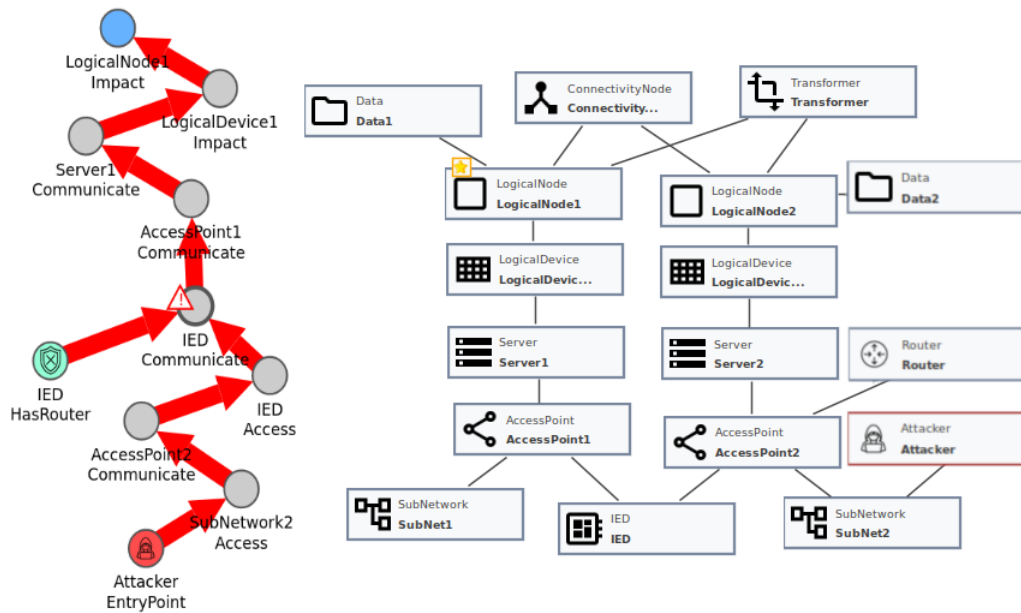 LogicalNode1
Impact
LogicalDevice1
Impact
Server1
Communicate
AccessPoint1
Communicate
IED
Communicate
IED
HasRouter
IED
Access
AccessPoint2
Communicate
SubNetwork2
Access
Attacker
EntryPoint
Data
Data1
ConnectivityNode
Connectivity...
Transformer
Transformer
LogicalNode
LogicalNode1
LogicalNode
LogicalNode2
Data
Data2
LogicalDevice
LogicalDevic...
LogicalDevice
LogicalDevic...
Server
Server1
Server
Server2
Router
Router
AccessPoint
AccessPoint1
AccessPoint
AccessPoint2
Attacker
Attacker
SubNetwork
SubNet1
IED
IED
SubNetwork
SubNet2